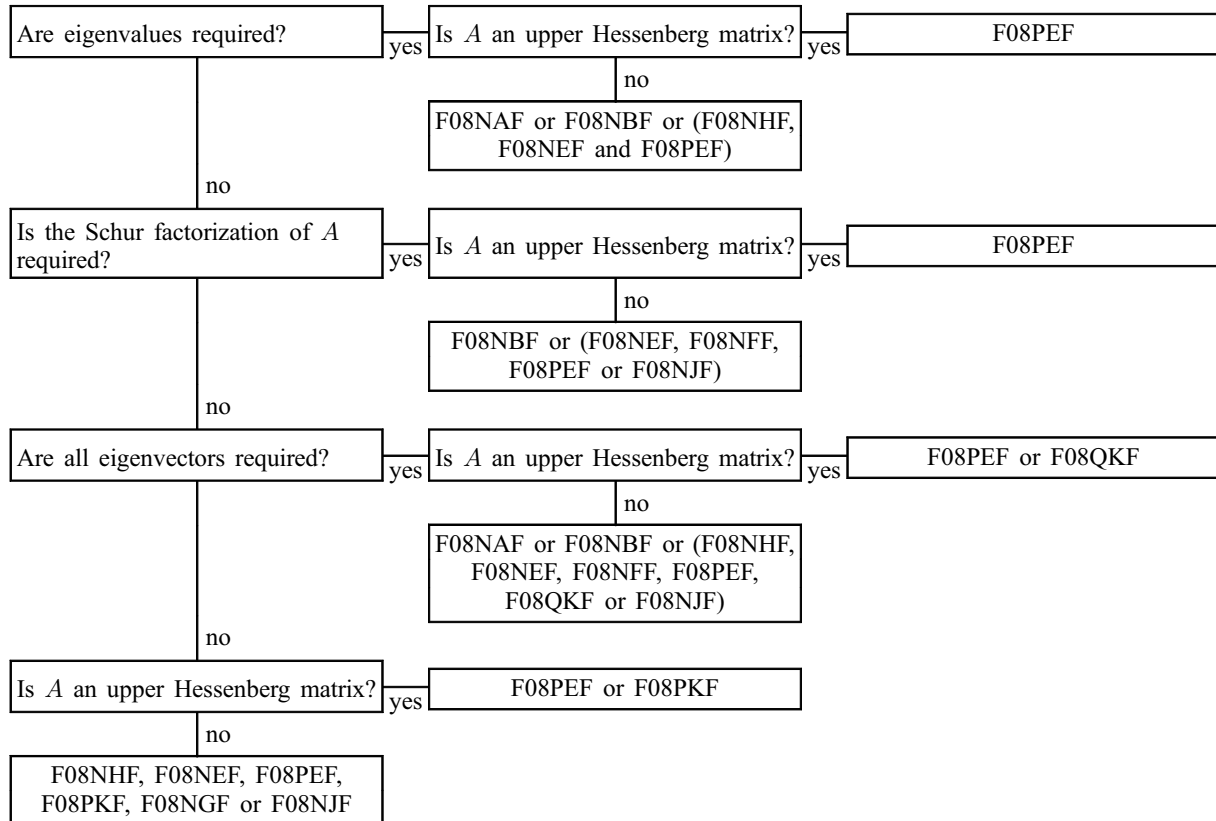 Are eigenvalues required?
yes
Is A an upper Hessenberg matrix?
yes
F08PEF
no
F08NAF or F08NBF or (F08NHF,
F08NEF and F08PEF)
no
Is the Schur factorization of A
required?
yes
Is A an upper Hessenberg matrix?
yes
F08PEF
no
F08NBF or (F08NEF, F08NFF,
F08PEF or F08NJF)
no
Are all eigenvectors required?
yes
Is A an upper Hessenberg matrix?
yes
F08PEF or F08QKF
no
F08NAF or F08NBF or (F08NHF,
F08NEF, F08NFF, F08PEF,
F08QKF or F08NJF)
no
Is A an upper Hessenberg matrix?
yes
F08PEF or F08PKF
no
F08NHF, F08NEF, F08PEF,
F08PKF, F08NGF or F08NJF